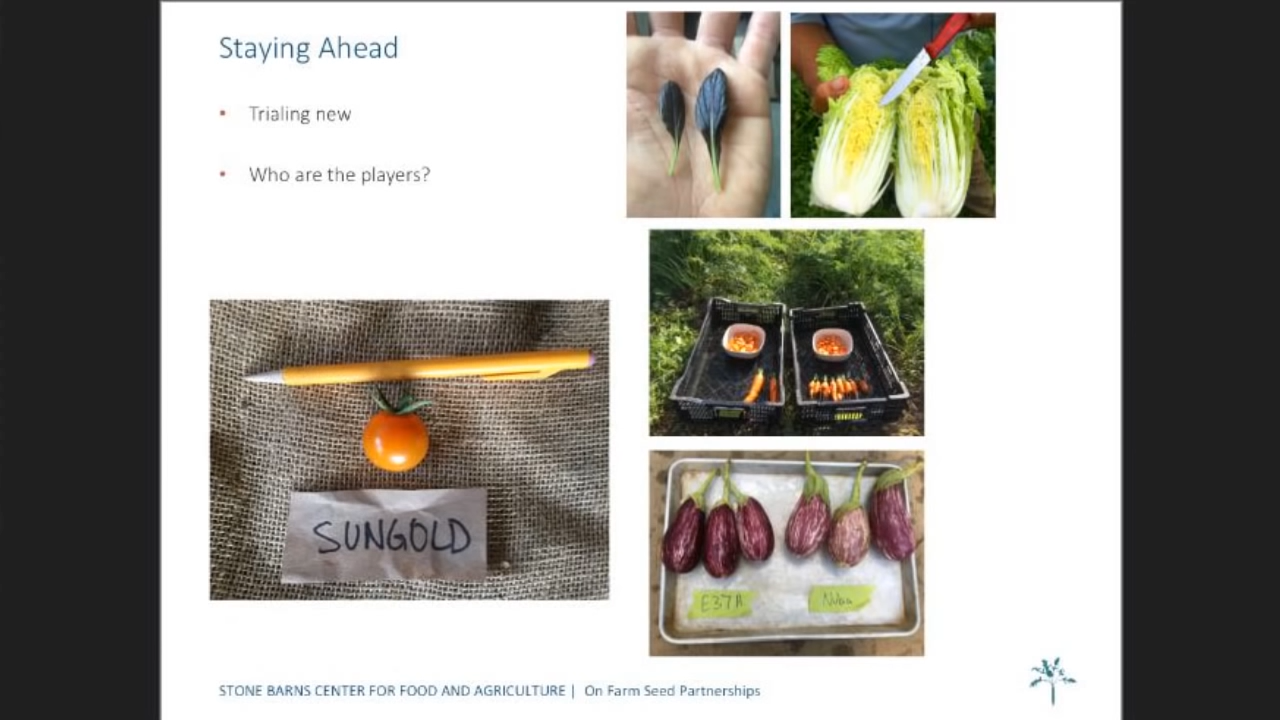 Staying Ahead
Trialing new
Who are the players?
SUNGOLD
E37A
Nubia
STONE BARNS CENTER FOR FOOD AND AGRICULTURE | On Farm Seed Partnerships